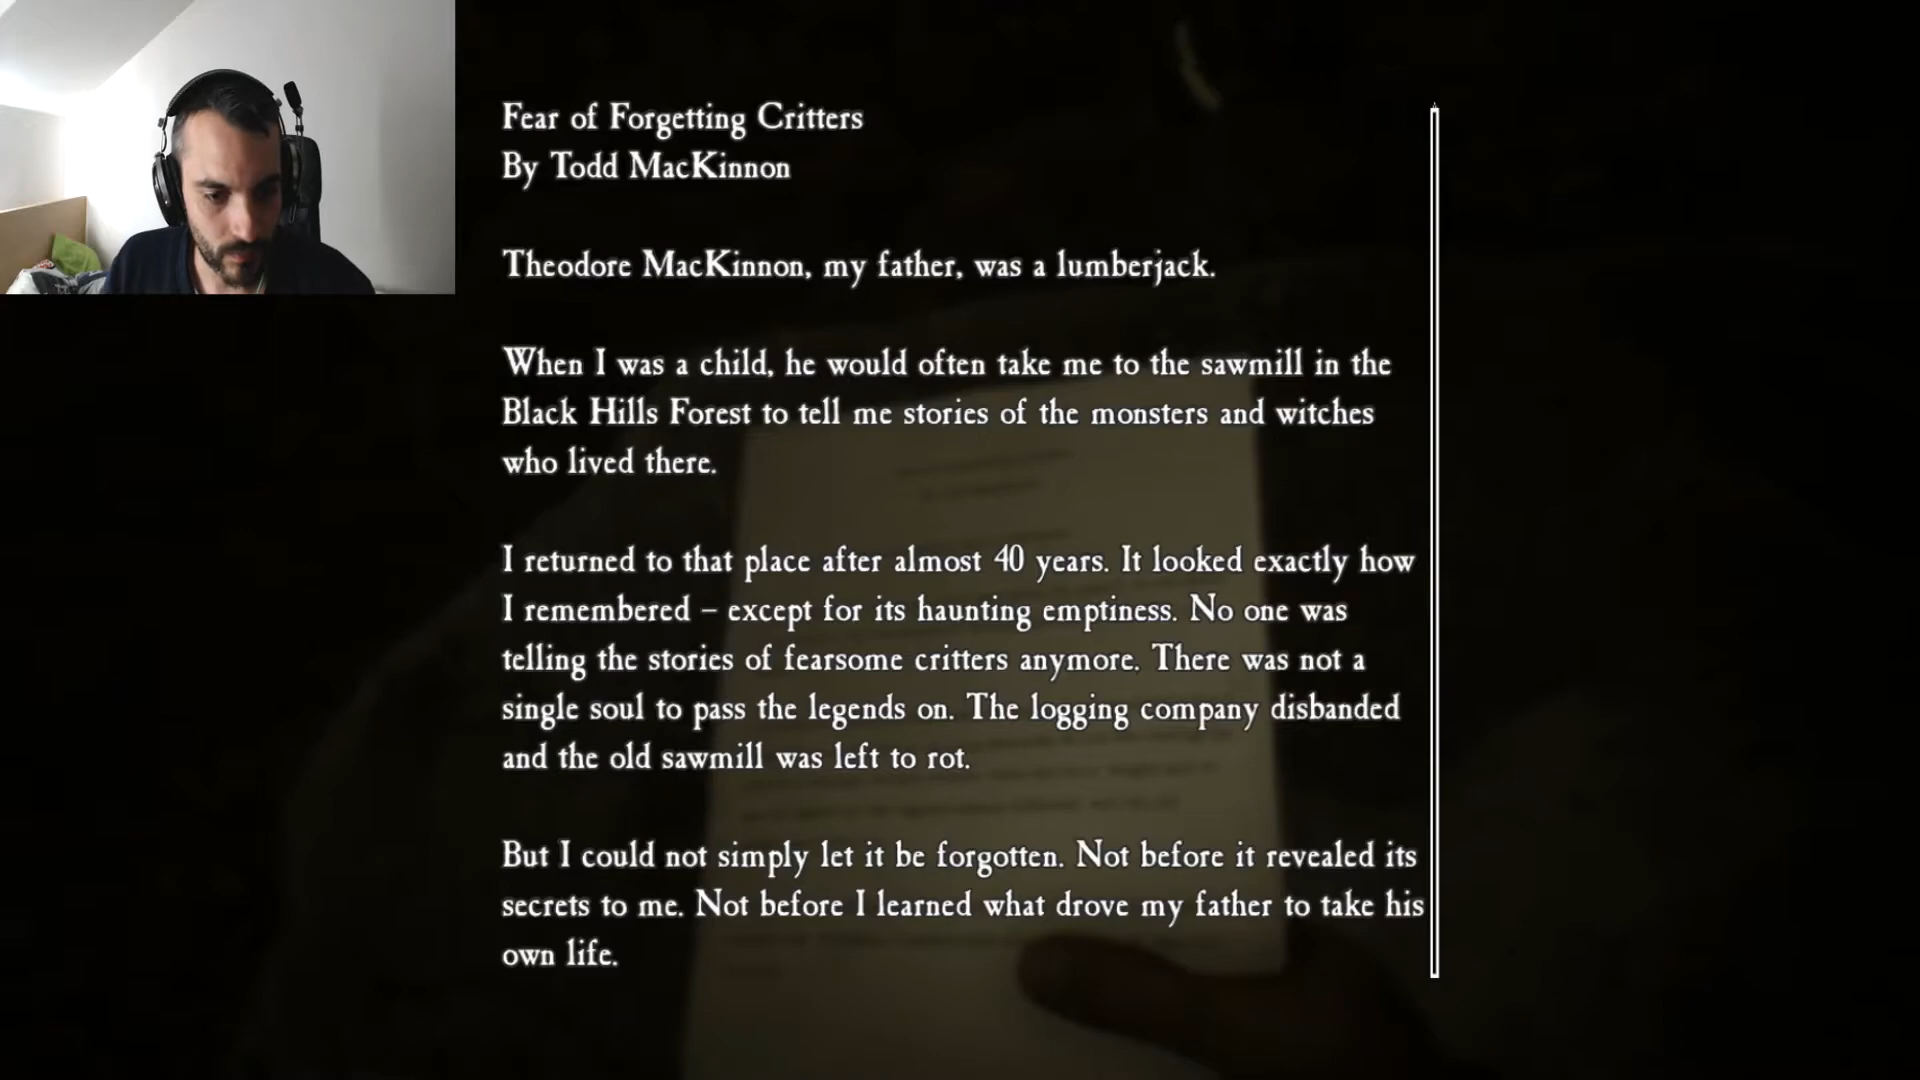 Fear of Forgetting Critters
By Todd MacKinnon
Theodore MacKinnon, my father, was a lumberjack.
When I was a child, he would often take me to the sawmill in the
Black Hills Forest to tell me stories of the monsters and witches
who lived there.
I returned to that place after almost 40 years. It looked exactly how
I remembered – except for its haunting emptiness. No one was
telling the stories of fearsome critters anymore. There was not a
single soul to pass the legends on. The logging company disbanded
and the old sawmill was left to rot.
But I could not simply let it be forgotten. Not before it revealed its
secrets to me. Not before I learned what drove my father to take his
own life.